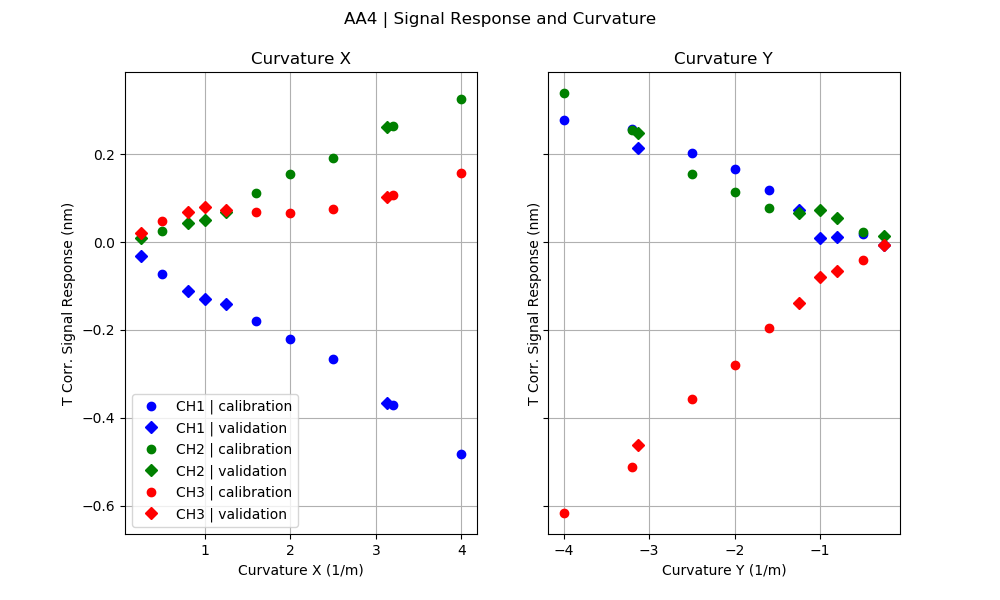 AA4 | Signal Response and Curvature
Curvature X
T Corr. Signal Response (nm)
0.2
0.0
−0.2
−0.4
−0.6
CH1 | calibration
CH1 | validation
CH2 | calibration
CH2 | validation
CH3 | calibration
CH3 | validation
1 2 3 4
Curvature X (1/m)
Curvature Y
T Corr. Signal Response (nm)
−4 −3 −2 −1
Curvature Y (1/m)